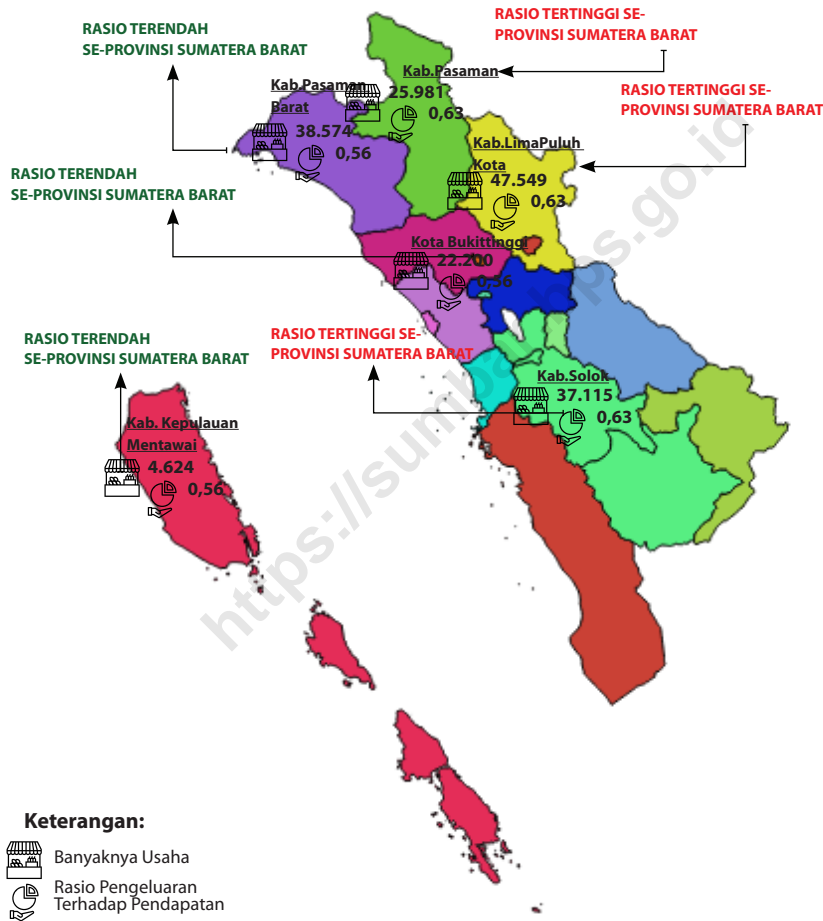 RASIO TERENDAH
SE-PROVINSI SUMATERA BARAT
RASIO TERTINGGI SE-
PROVINSI SUMATERA BARAT
Kab.Pasaman
25.981
0,63
RASIO TERTINGGI SE-
PROVINSI SUMATERA BARAT
Kab.Pasaman
Barat
38.574
0,56
Kab.LimaPuluh
Kota
47.549
0,63
RASIO TERENDAH
SE-PROVINSI SUMATERA BARAT
Kota Bukittinggi
22.200
0,56
RASIO TERENDAH
SE-PROVINSI SUMATERA BARAT
RASIO TERTINGGI SE-
PROVINSI SUMATERA BARAT
Kab.Solok
37.115
0,63
Kab. Kepulauan
Mentawai
4.624
0,56
https://sumbar.bps.go.id
Keterangan:
Banyaknya Usaha
Rasio Pengeluaran
Terhadap Pendapatan